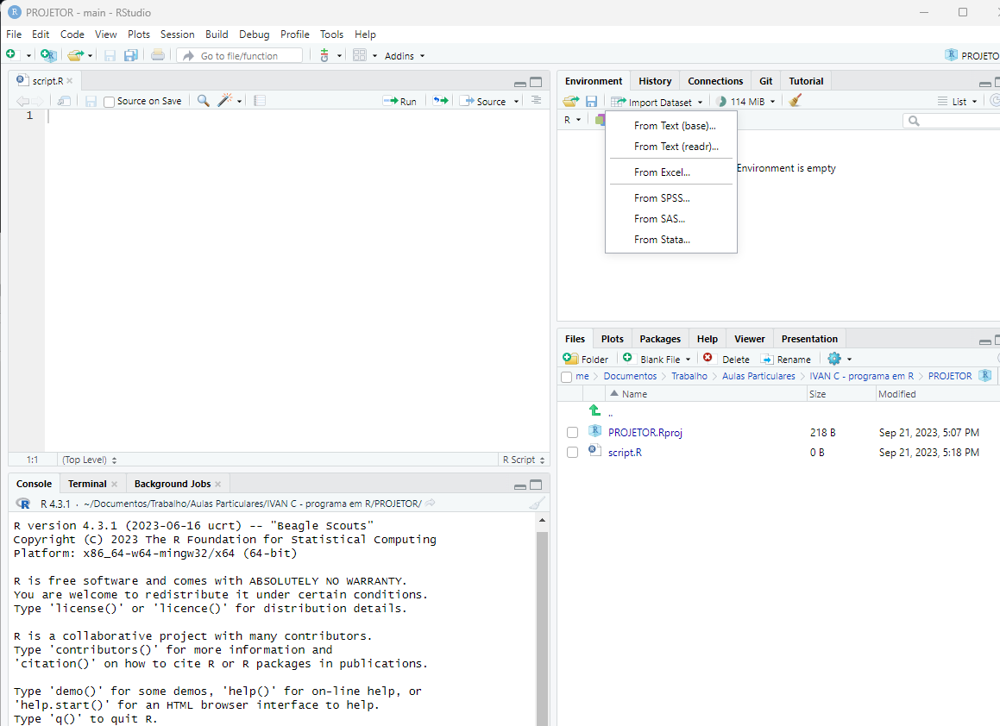 PROJETOR - main - RStudio
File Edit Code View Plots Session Build Debug Profile Tools Help
Go to file/function Addins PROJETO
script.R
Source on Save Run Source
1
1:1 (Top Level) R Script
Environment History Connections Git Tutorial
Import Dataset 114 MiB List
R
From Text (base)...
From Text (readr)...
From Excel...
From SPSS...
From SAS...
From Stata...
Environment is empty
Console Terminal Background Jobs
R 4.3.1 · ~/Documentos/Trabalho/Aulas Particulares/IVAN C - programa em R/PROJETOR/
R version 4.3.1 (2023-06-16 ucrt) -- "Beagle Scouts"
Copyright (C) 2023 The R Foundation for Statistical Computing
Platform: x86_64-w64-mingw32/x64 (64-bit)
R is free software and comes with ABSOLUTELY NO WARRANTY.
You are welcome to redistribute it under certain conditions.
Type 'license()' or 'licence()' for distribution details.
R is a collaborative project with many contributors.
Type 'contributors()' for more information and
'citation()' on how to cite R or R packages in publications.
Type 'demo()' for some demos, 'help()' for on-line help, or
'help.start()' for an HTML browser interface to help.
Type 'q()' to quit R.
Files Plots Packages Help Viewer Presentation
Folder Blank File Delete Rename
me Documentos Trabalho Aulas Particulares IVAN C - programa em R PROJETOR
Name Size Modified
..
PROJETOR.Rproj 218 B Sep 21, 2023, 5:07 PM
script.R 0 B Sep 21, 2023, 5:18 PM